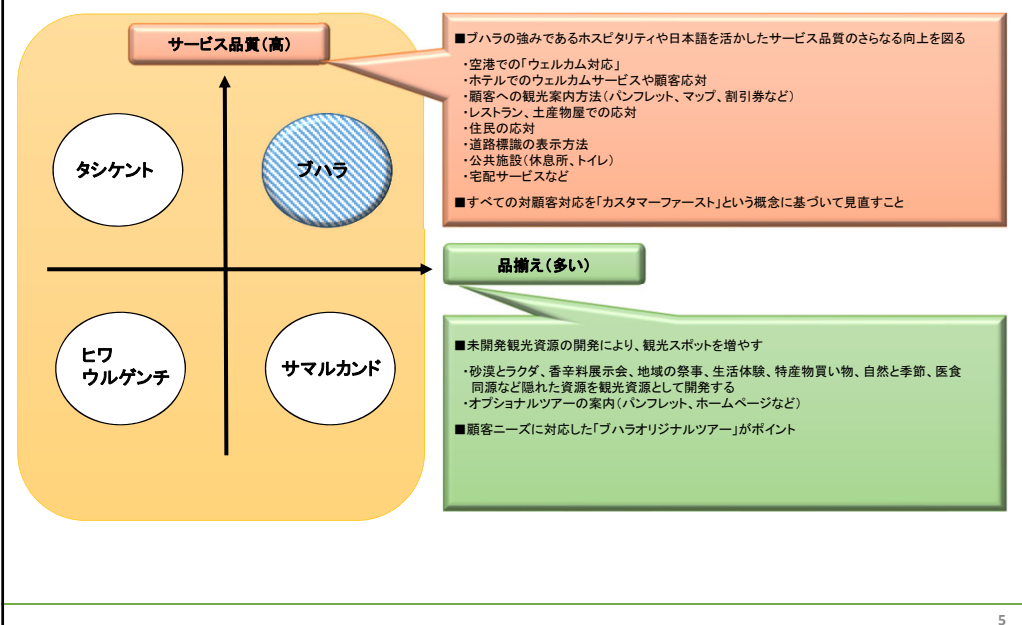 サービス品質(高)
タシケント
ブハラ
ヒワ
ウルゲンチ
サマルカンド
■ブハラの強みであるホスピタリティや日本語を活かしたサービス品質のさらなる向上を図る
・空港での「ウェルカム対応」
・ホテルでのウェルカムサービスや顧客応対
・顧客への観光案内方法(パンフレット、マップ、割引券など)
・レストラン、土産物屋での応対
・住民の応対
・道路標識の表示方法
・公共施設(休息所、トイレ)
・宅配サービスなど
■すべての対顧客対応を「カスタマーファースト」という概念に基づいて見直すこと
品揃え(多い)
■未開発観光資源の開発により、観光スポットを増やす
・砂漠とラクダ、香辛料展示会、地域の祭事、生活体験、特産物買い物、自然と季節、医食
同源など隠れた資源を観光資源として開発する
・オプショナルツアーの案内(パンフレット、ホームページなど)
■顧客ニーズに対応した「ブハラオリジナルツアー」がポイント
5